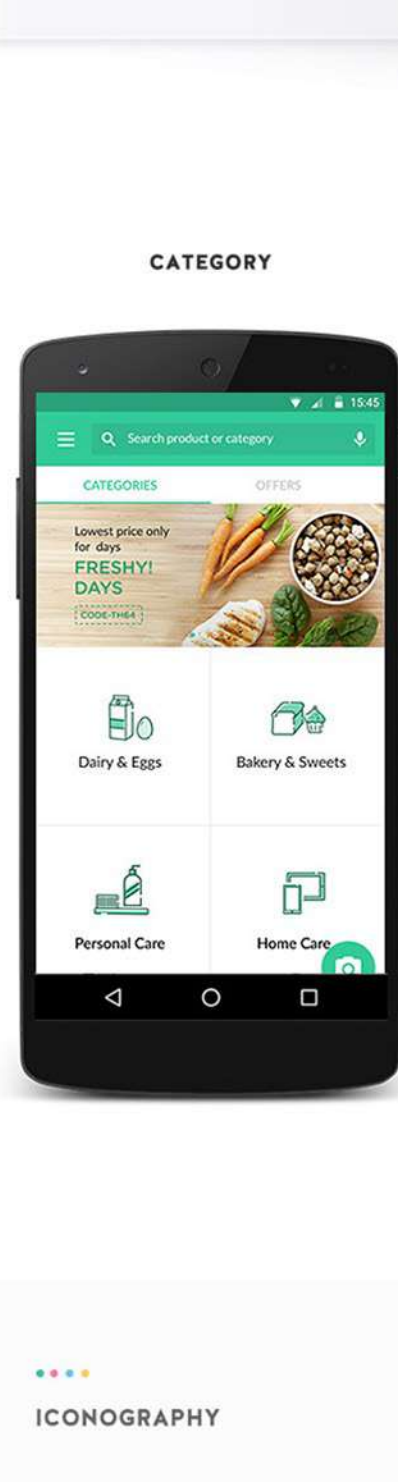 CATEGORY
15:45
Search product or category
CATEGORIES
OFFERS
Lowest price only
for days
FRESHY!
DAYS
CODE-TH64
Dairy & Eggs
Bakery & Sweets
Personal Care
Home Care
ICONOGRAPHY